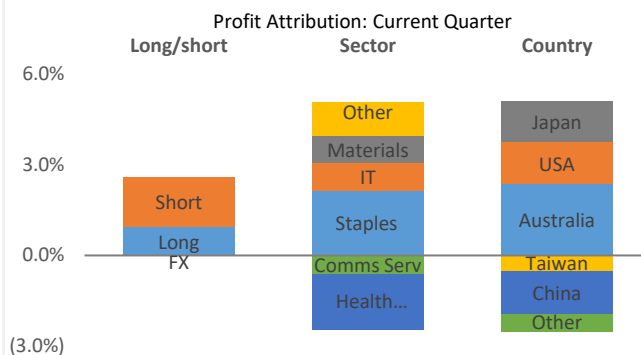 Profit Attribution: Current Quarter
Long/short Sector Country
6.0%
3.0%
0.0%
(3.0%)
Short
Long
FX
Other
Materials
IT
Staples
Comms Serv
Health...
Japan
USA
Australia
Taiwan
China
Other